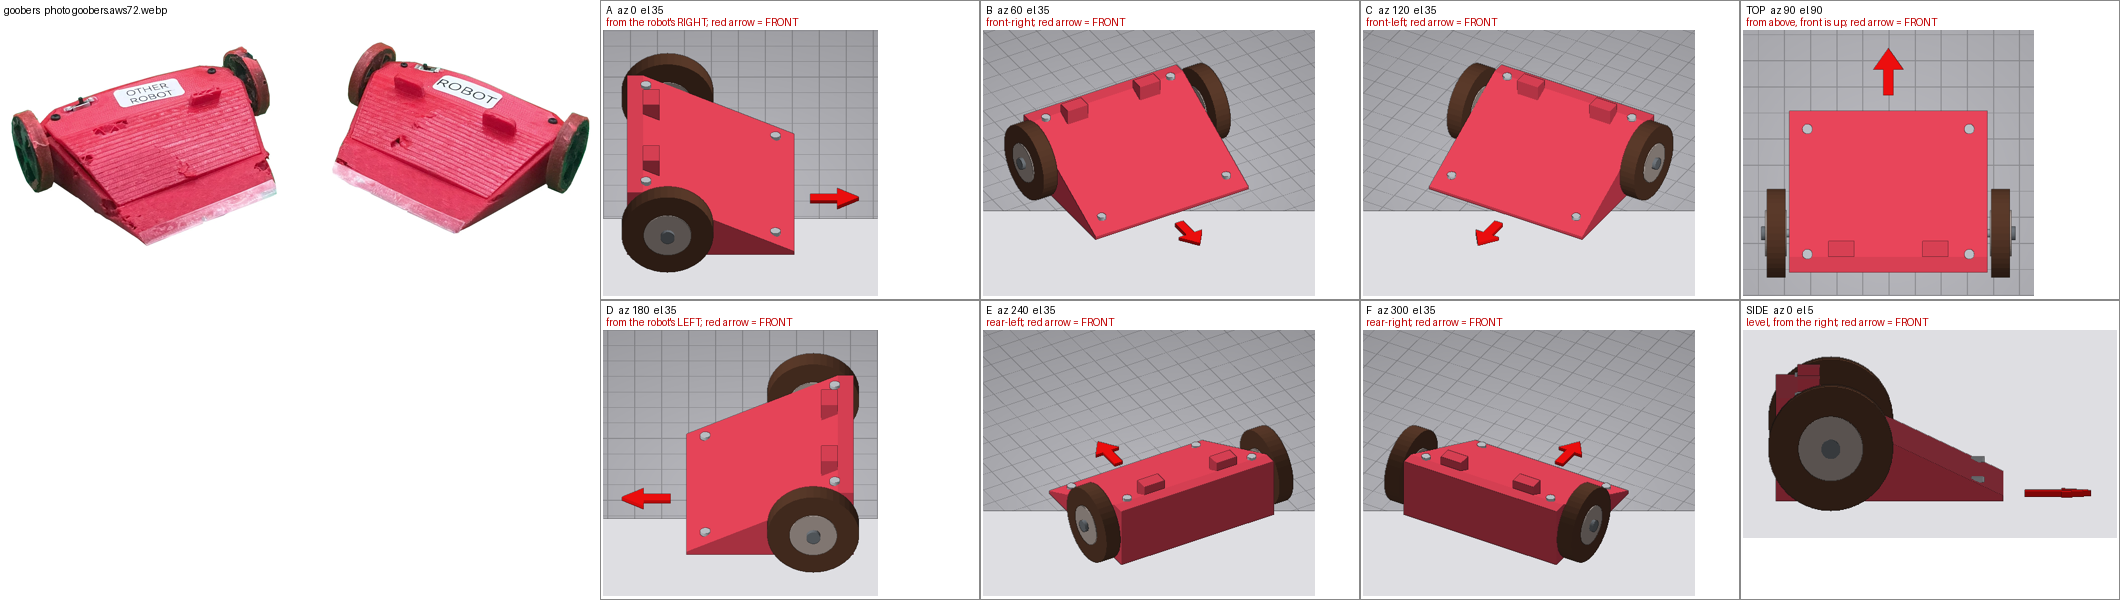 goobers photogoobers.aws72.webp
OTHER
ROBOT
ROBOT
A az 0 el 35
from the robot's RIGHT; red arrow = FRONT
B az 60 el 35
front-right; red arrow = FRONT
C az 120 el 35
front-left; red arrow = FRONT
TOP az 90 el 90
from above, front is up; red arrow = FRONT
D az 180 el 35
from the robot's LEFT; red arrow = FRONT
E az 240 el 35
rear-left; red arrow = FRONT
F az 300 el 35
rear-right; red arrow = FRONT
SIDE az 0 el 5
level, from the right; red arrow = FRONT